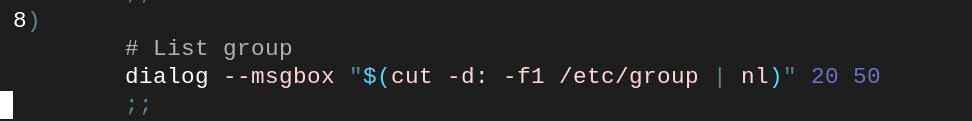 ;;
8)
# List group
dialog --msgbox "$(cut -d: -f1 /etc/group | nl)" 20 50
;;